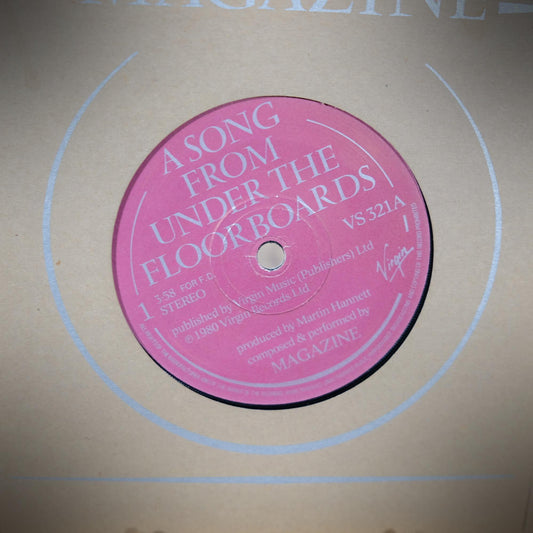 MAGAZINE
A SONG
FROM
UNDER THE
FLOORBOARDS
VS 321 A
1
3·58 FOR F.D.
STEREO
Virgin
published by Virgin Music (Publishers) Ltd
℗ 1980 Virgin Records Ltd
produced by Martin Hannett
composed & performed by
MAGAZINE